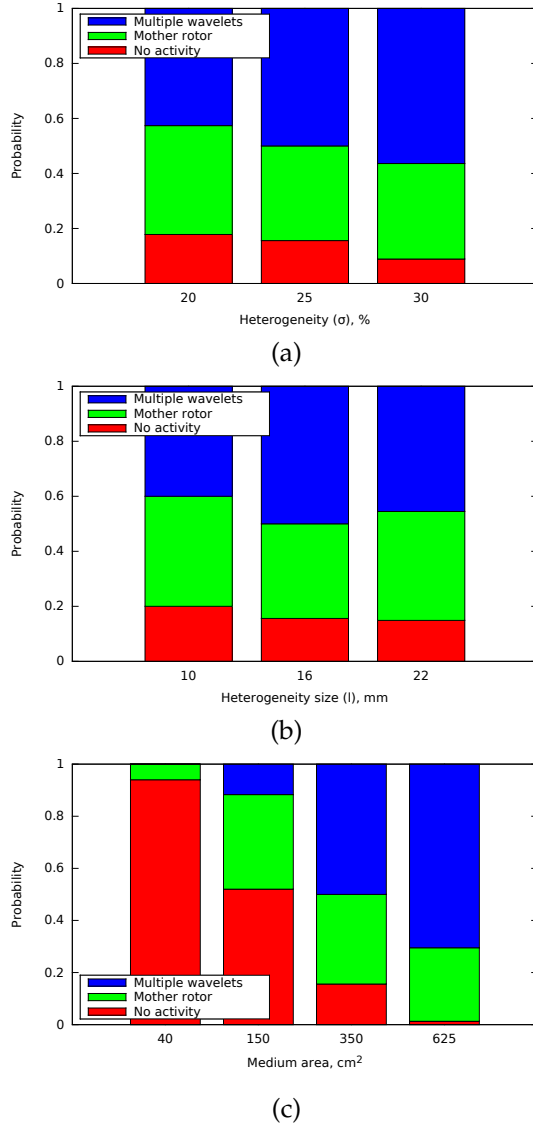 1
Multiple wavelets
Mother rotor
No activity
0.8
0.6
0.4
0.2
0
Probability
20 25 30
Heterogeneity (σ), %
(a)
1
Multiple wavelets
Mother rotor
No activity
0.8
0.6
0.4
0.2
0
Probability
10 16 22
Heterogeneity size (l), mm
(b)
1
0.8
0.6
0.4
0.2
0
Probability
Multiple wavelets
Mother rotor
No activity
40 150 350 625
Medium area, cm²
(c)